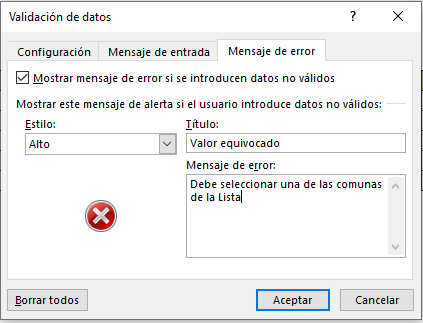 Validación de datos
? ×
Configuración Mensaje de entrada Mensaje de error
Mostrar mensaje de error si se introducen datos no válidos
Mostrar este mensaje de alerta si el usuario introduce datos no válidos:
Estilo: Título:
Alto Valor equivocado
Mensaje de error:
Debe seleccionar una de las comunas
de la Lista
Borrar todos Aceptar Cancelar